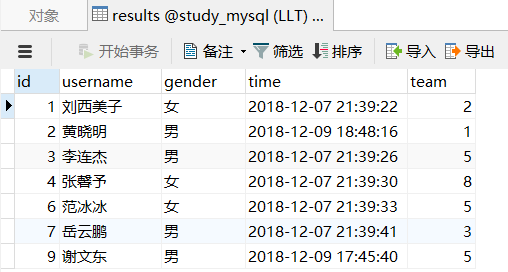 对象 results @study_mysql (LLT) ...
开始事务 备注 筛选 排序 导入 导出
id username gender time team
1 刘西美子 女 2018-12-07 21:39:22 2
2 黄晓明 男 2018-12-09 18:48:16 1
3 李连杰 男 2018-12-07 21:39:26 5
4 张馨予 女 2018-12-07 21:39:30 8
6 范冰冰 女 2018-12-07 21:39:33 5
7 岳云鹏 男 2018-12-07 21:39:41 3
9 谢文东 男 2018-12-09 17:45:40 5